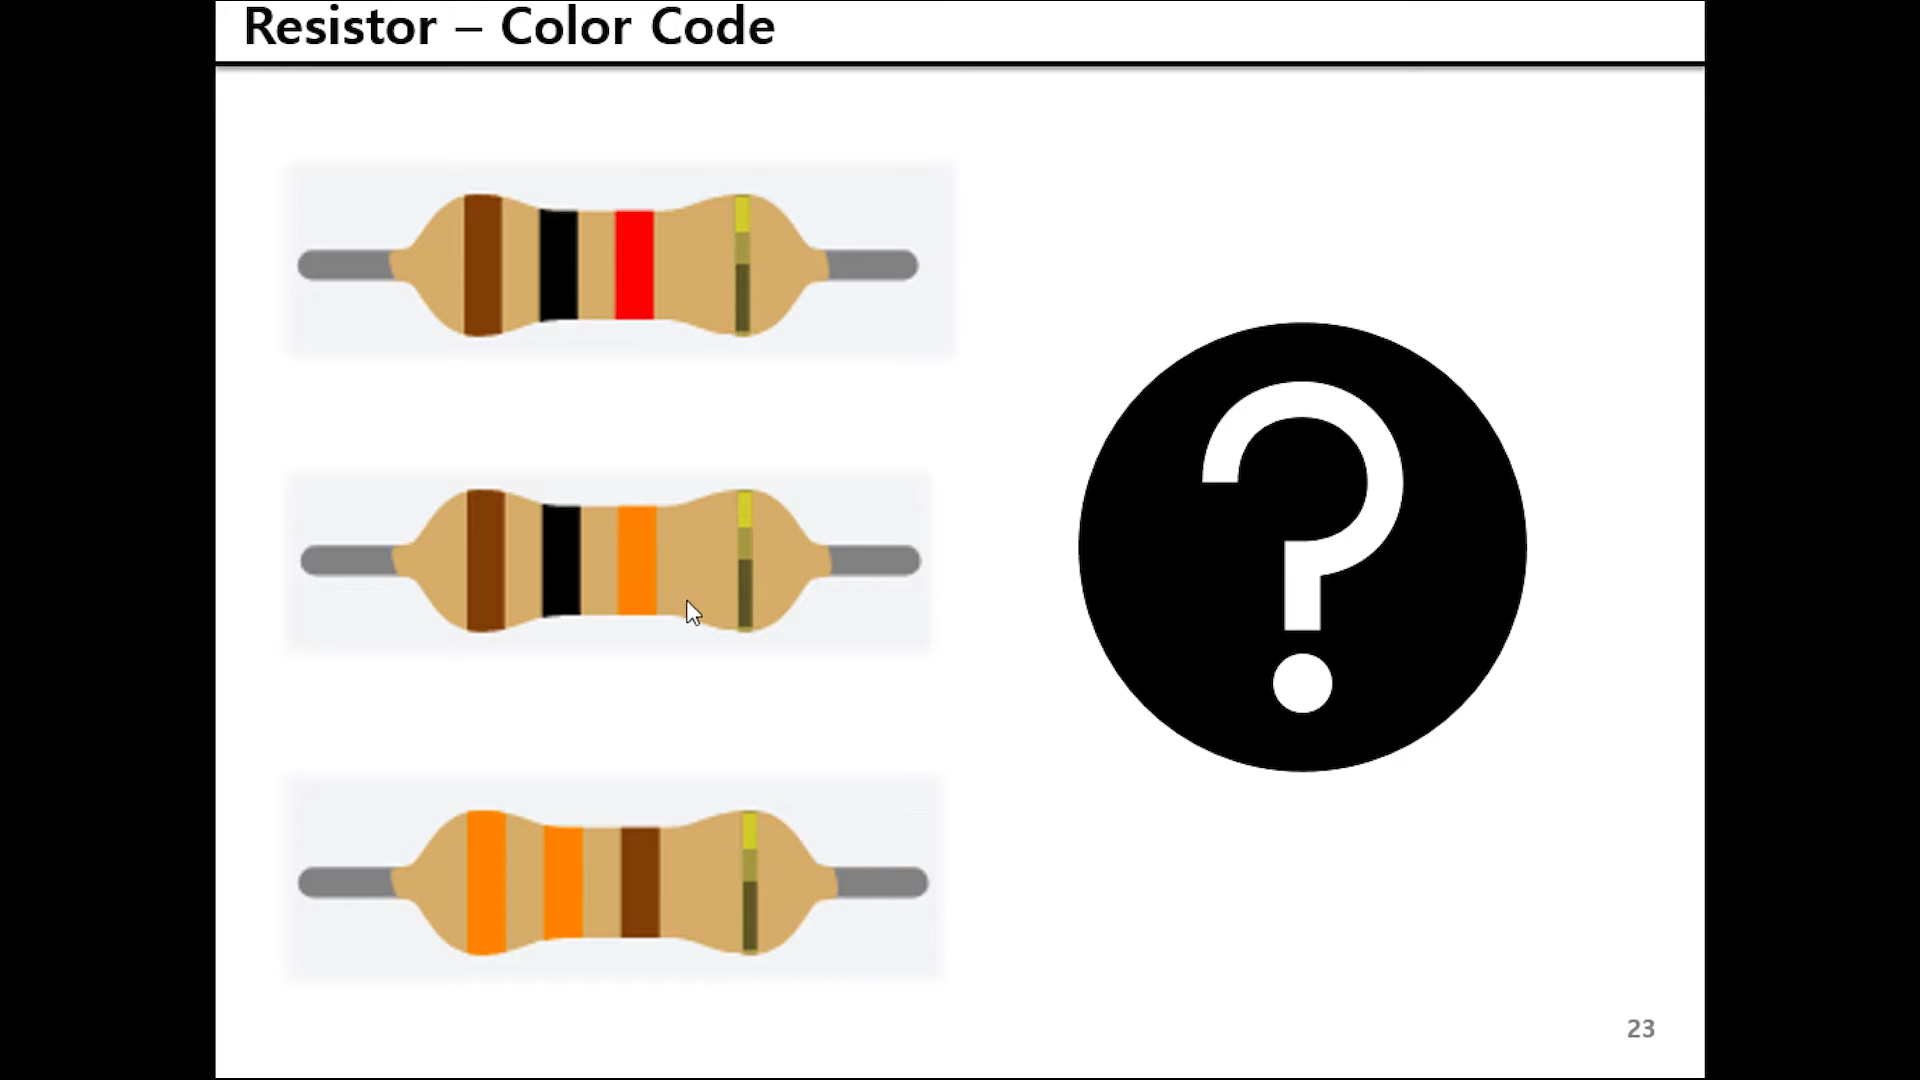 Resistor – Color Code
?
23